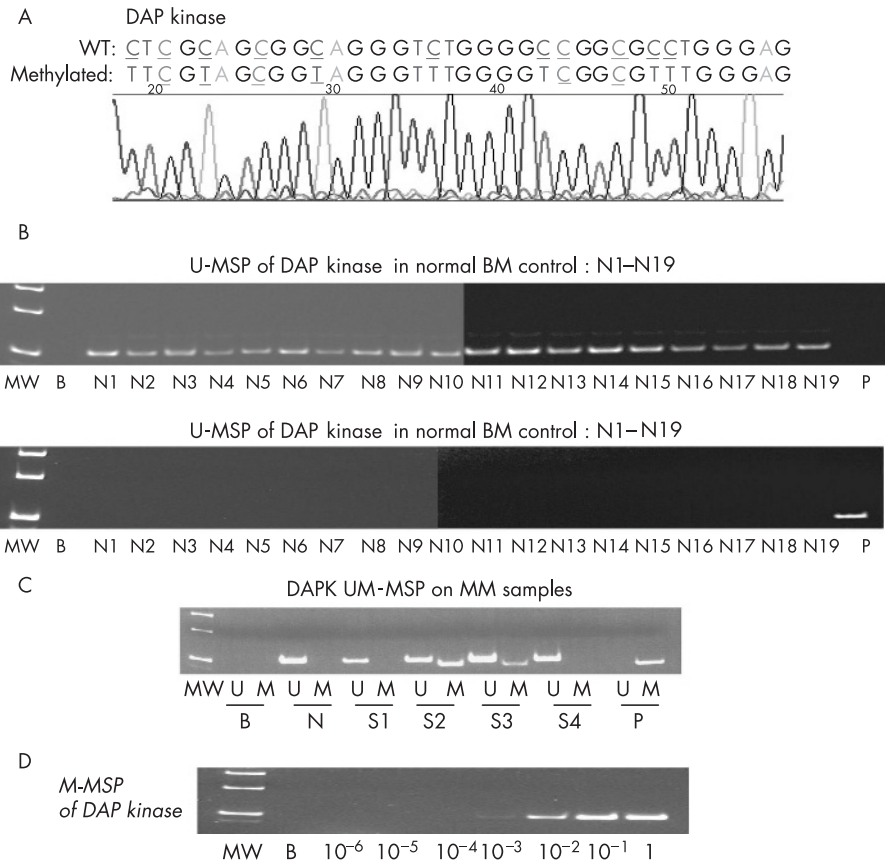 A DAP kinase
WT: CTCGCAGCGGCAGGGTCTGGGGCCGGCGCCTGGGAG
Methylated: TTCGTAGCGGTAGGGTTTGGGGTCGGCGTTTGGGAG
20 30 40 50
B
U-MSP of DAP kinase in normal BM control : N1–N19
MW B N1 N2 N3 N4 N5 N6 N7 N8 N9 N10 N11 N12 N13 N14 N15 N16 N17 N18 N19 P
U-MSP of DAP kinase in normal BM control : N1–N19
MW B N1 N2 N3 N4 N5 N6 N7 N8 N9 N10 N11 N12 N13 N14 N15 N16 N17 N18 N19 P
C DAPK UM-MSP on MM samples
MW U M U M U M U M U M U M U M
B N S1 S2 S3 S4 P
D
M-MSP
of DAP kinase
MW B 10⁻⁶ 10⁻⁵ 10⁻⁴ 10⁻³ 10⁻² 10⁻¹ 1